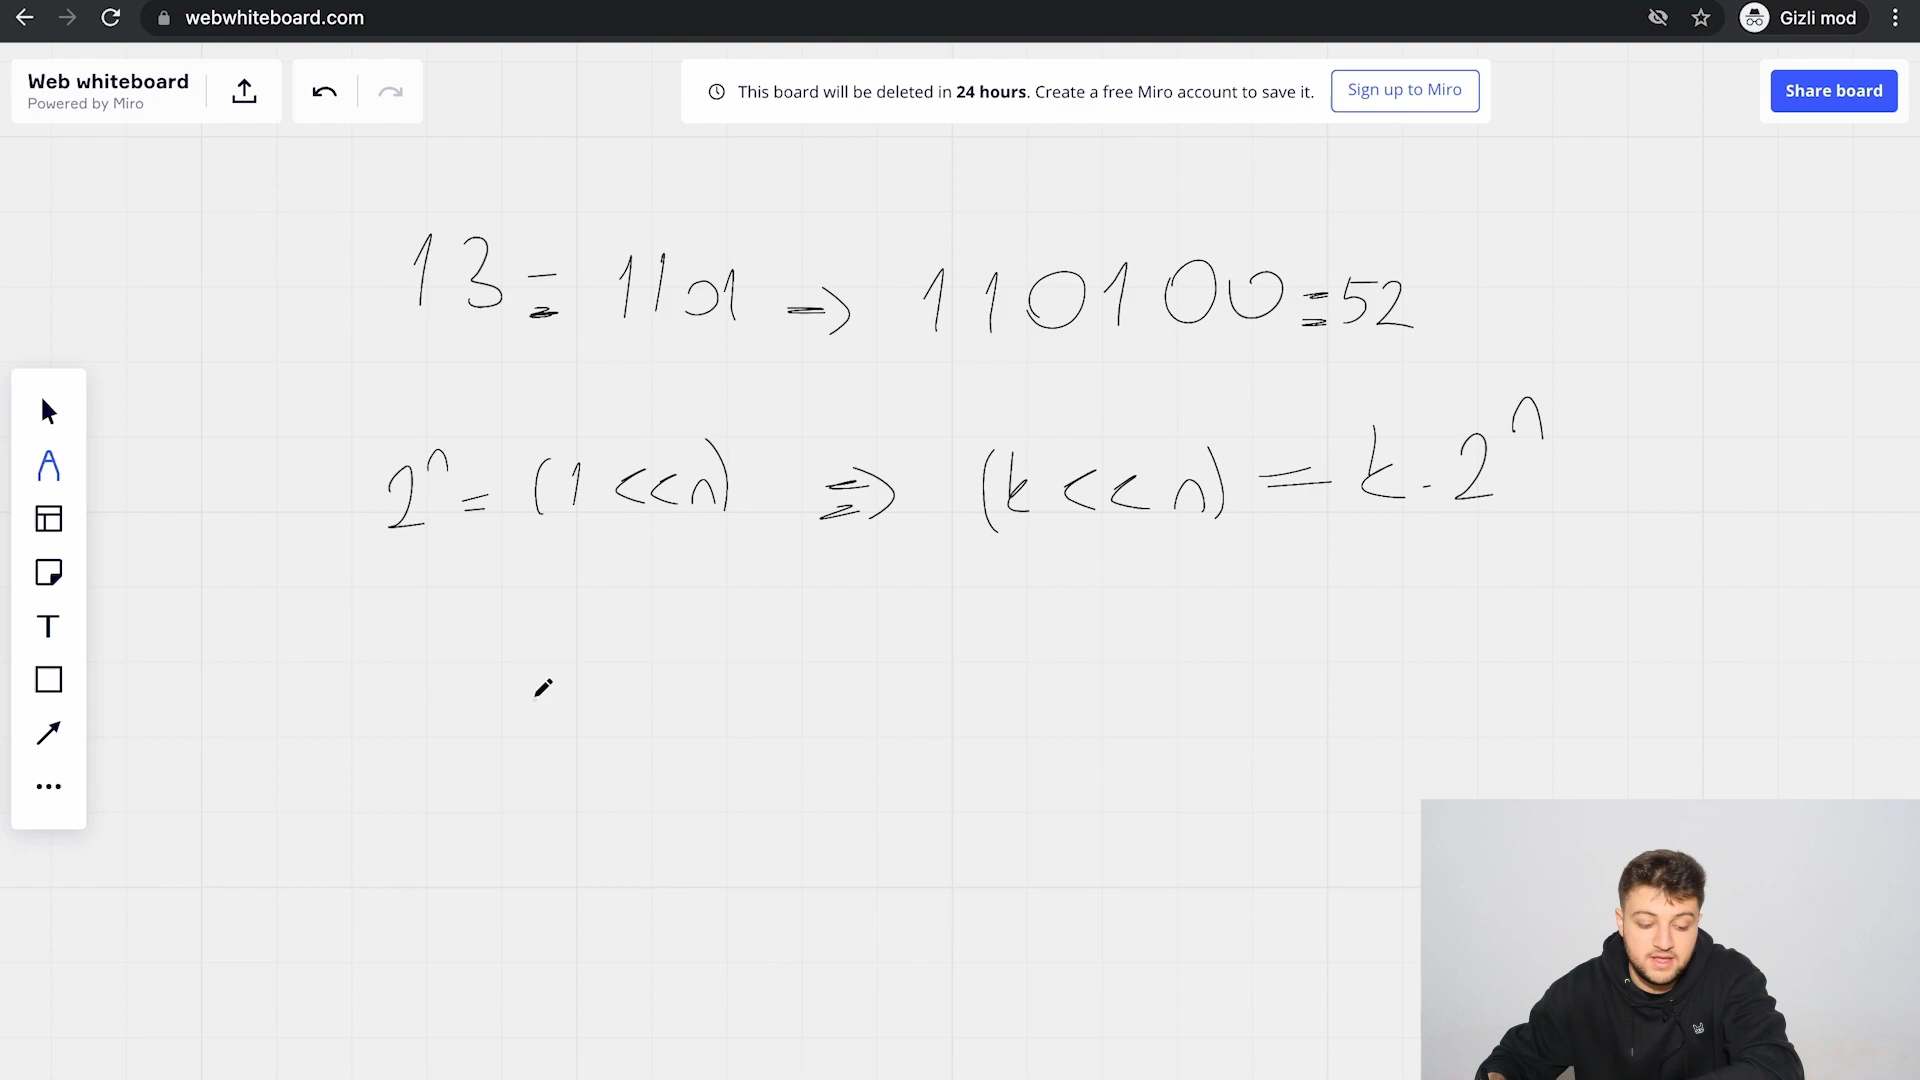 webwhiteboard.com
Gizli mod
Web whiteboard
Powered by Miro
This board will be deleted in 24 hours. Create a free Miro account to save it.
Sign up to Miro
Share board
13 = 1101 => 110100 = 52
2^n = (1 << n) => (k << n) = k . 2^n
T